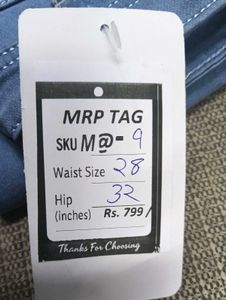 MRP TAG
SKU M@- 9
Waist Size 28
Hip 32
(inches) Rs. 799 /
Thanks For Choosing